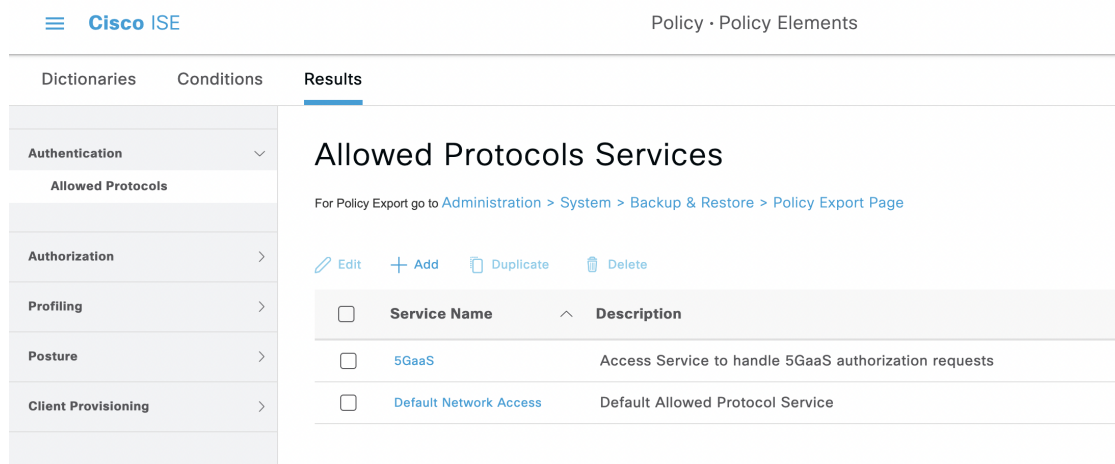 Cisco ISE
Policy · Policy Elements
Dictionaries Conditions Results
Authentication
Allowed Protocols
Authorization
Profiling
Posture
Client Provisioning
Allowed Protocols Services
For Policy Export go to Administration > System > Backup & Restore > Policy Export Page
Edit Add Duplicate Delete
Service Name Description
5GaaS Access Service to handle 5GaaS authorization requests
Default Network Access Default Allowed Protocol Service